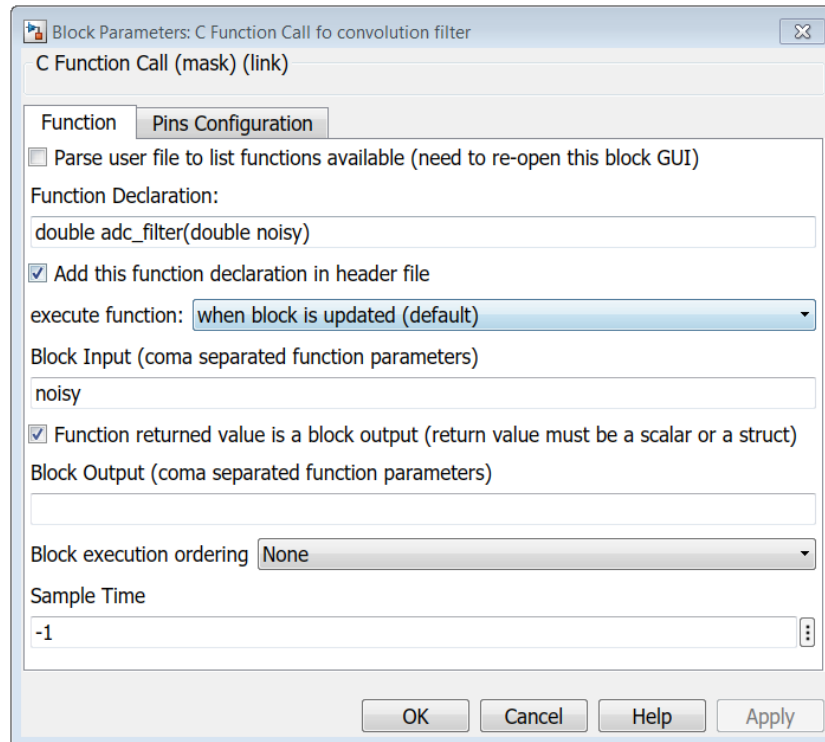 Block Parameters: C Function Call fo convolution filter
C Function Call (mask) (link)
Function
Pins Configuration
Parse user file to list functions available (need to re-open this block GUI)
Function Declaration:
double adc_filter(double noisy)
Add this function declaration in header file
execute function: when block is updated (default)
Block Input (coma separated function parameters)
noisy
Function returned value is a block output (return value must be a scalar or a struct)
Block Output (coma separated function parameters)
Block execution ordering None
Sample Time
-1
OK Cancel Help Apply